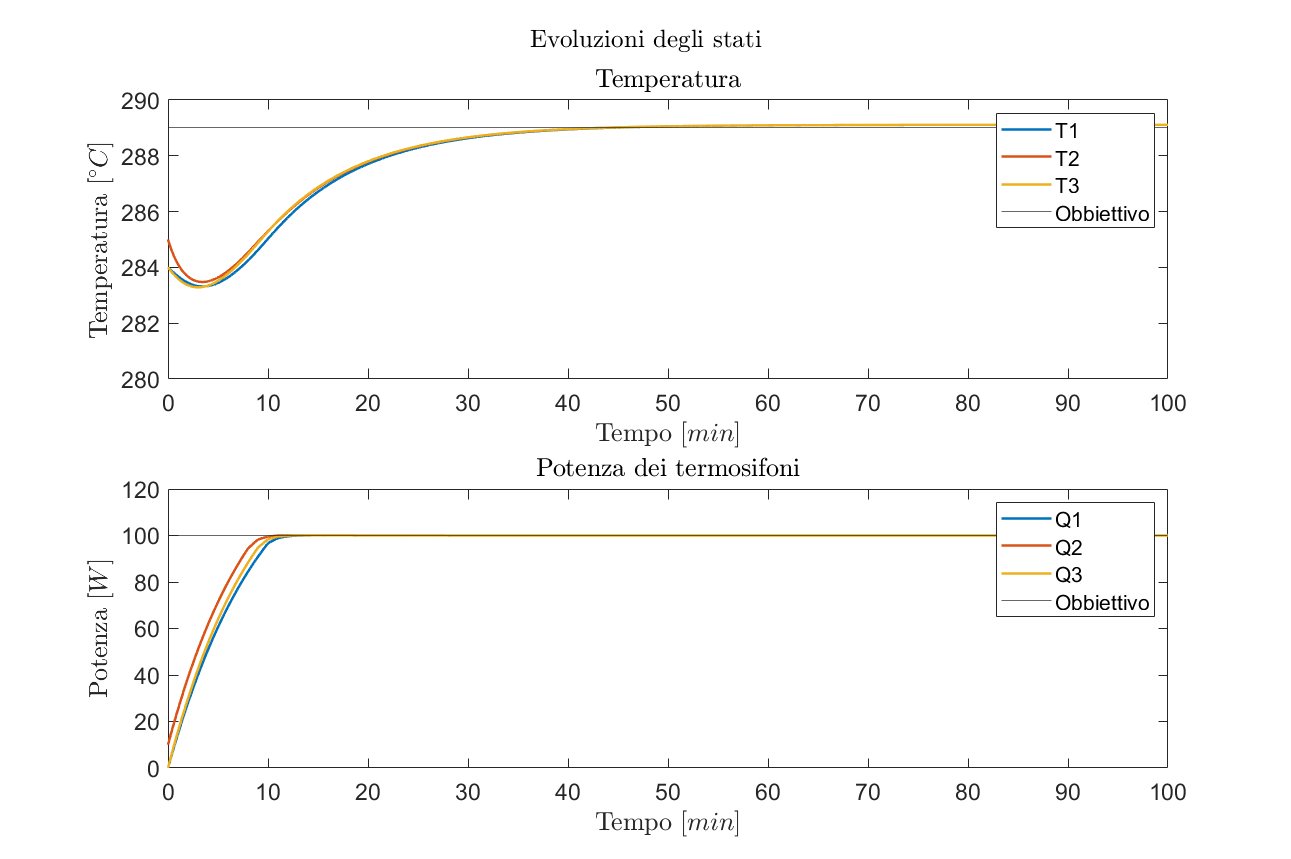 Evoluzioni degli stati
Temperatura
290
288
286
284
282
280
Temperatura [°C]
T1
T2
T3
Obbiettivo
0 10 20 30 40 50 60 70 80 90 100
Tempo [min]
Potenza dei termosifoni
120
100
80
60
40
20
0
Potenza [W]
Q1
Q2
Q3
Obbiettivo
0 10 20 30 40 50 60 70 80 90 100
Tempo [min]